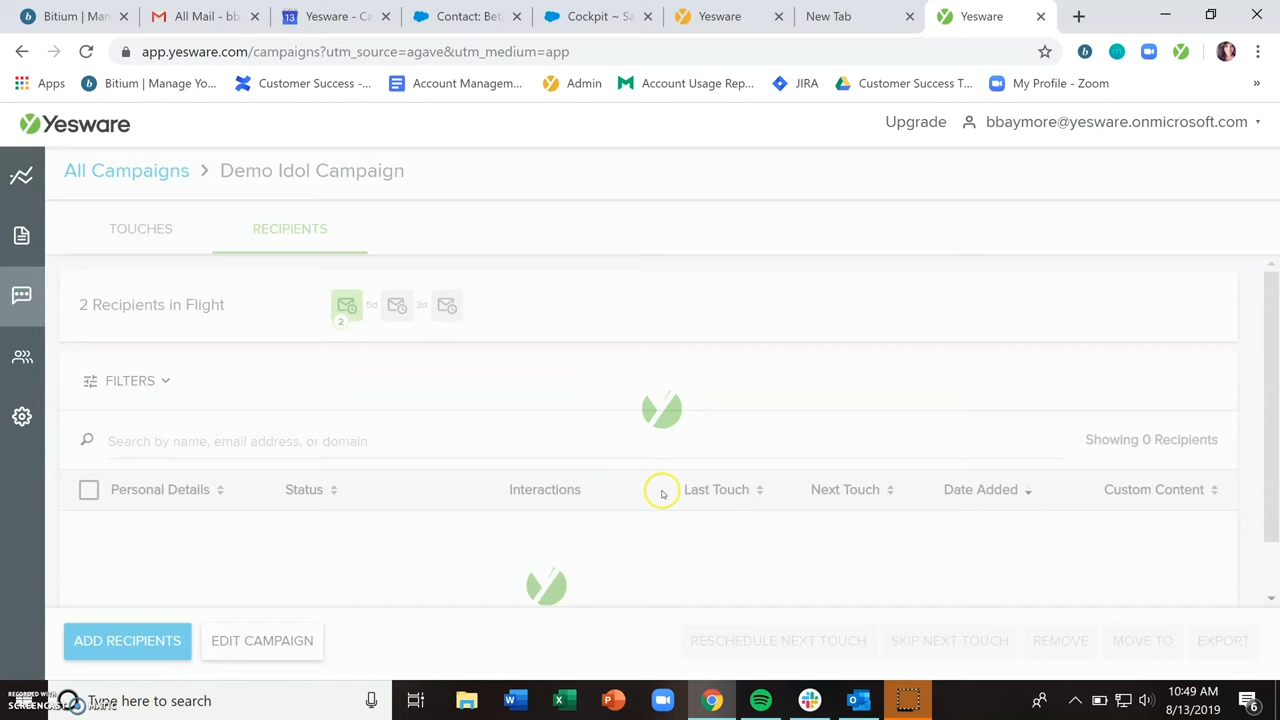 Bitium | Man
All Mail - bb
13 Yesware - Ca
Contact: Bet
Cockpit ~ Sa
Yesware
New Tab
Yesware
app.yesware.com/campaigns?utm_source=agave&utm_medium=app
Apps
Bitium | Manage Yo...
Customer Success -...
Account Managem...
Admin
Account Usage Rep...
JIRA
Customer Success T...
My Profile - Zoom
»
Yesware
Upgrade
bbaymore@yesware.onmicrosoft.com
All Campaigns > Demo Idol Campaign
TOUCHES
RECIPIENTS
2 Recipients in Flight
5d
3d
2
FILTERS
Search by name, email address, or domain
Showing 0 Recipients
Personal Details
Status
Interactions
Last Touch
Next Touch
Date Added
Custom Content
ADD RECIPIENTS
EDIT CAMPAIGN
RESCHEDULE NEXT TOUCH
SKIP NEXT TOUCH
REMOVE
MOVE TO
EXPORT
RECORDED WITH
SCREENCAST
Type here to search
10:49 AM
8/13/2019
6